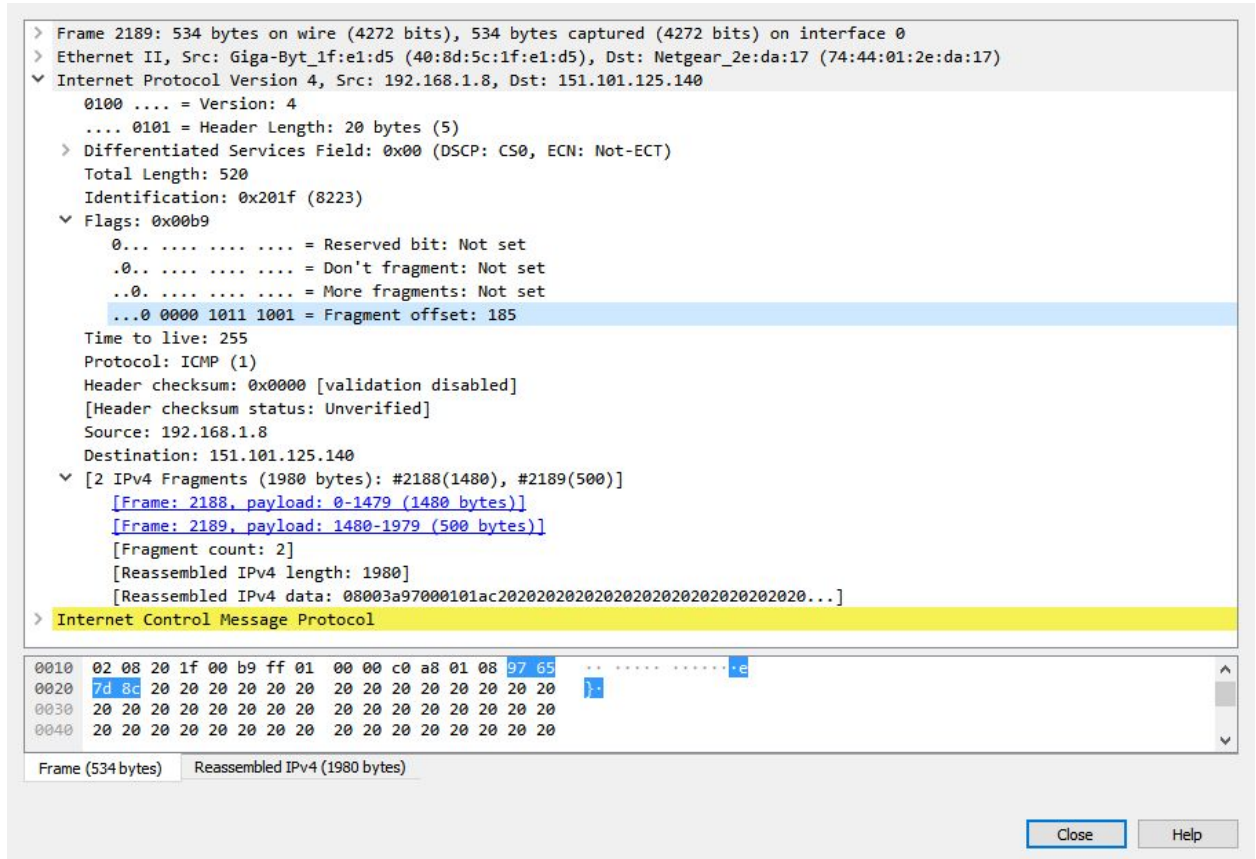 > Frame 2189: 534 bytes on wire (4272 bits), 534 bytes captured (4272 bits) on interface 0
> Ethernet II, Src: Giga-Byt_1f:e1:d5 (40:8d:5c:1f:e1:d5), Dst: Netgear_2e:da:17 (74:44:01:2e:da:17)
Internet Protocol Version 4, Src: 192.168.1.8, Dst: 151.101.125.140
0100 .... = Version: 4
.... 0101 = Header Length: 20 bytes (5)
> Differentiated Services Field: 0x00 (DSCP: CS0, ECN: Not-ECT)
Total Length: 520
Identification: 0x201f (8223)
Flags: 0x00b9
0... .... .... .... = Reserved bit: Not set
.0.. .... .... .... = Don't fragment: Not set
..0. .... .... .... = More fragments: Not set
...0 0000 1011 1001 = Fragment offset: 185
Time to live: 255
Protocol: ICMP (1)
Header checksum: 0x0000 [validation disabled]
[Header checksum status: Unverified]
Source: 192.168.1.8
Destination: 151.101.125.140
[2 IPv4 Fragments (1980 bytes): #2188(1480), #2189(500)]
[Frame: 2188, payload: 0-1479 (1480 bytes)]
[Frame: 2189, payload: 1480-1979 (500 bytes)]
[Fragment count: 2]
[Reassembled IPv4 length: 1980]
[Reassembled IPv4 data: 08003a97000101ac20202020202020202020202020202020...]
> Internet Control Message Protocol
0010 02 08 20 1f 00 b9 ff 01 00 00 c0 a8 01 08 97 65 ·· ····· ·······e
0020 7d 8c 20 20 20 20 20 20 20 20 20 20 20 20 20 20 }·
0030 20 20 20 20 20 20 20 20 20 20 20 20 20 20 20 20
0040 20 20 20 20 20 20 20 20 20 20 20 20 20 20 20 20
Frame (534 bytes) Reassembled IPv4 (1980 bytes)
Close Help